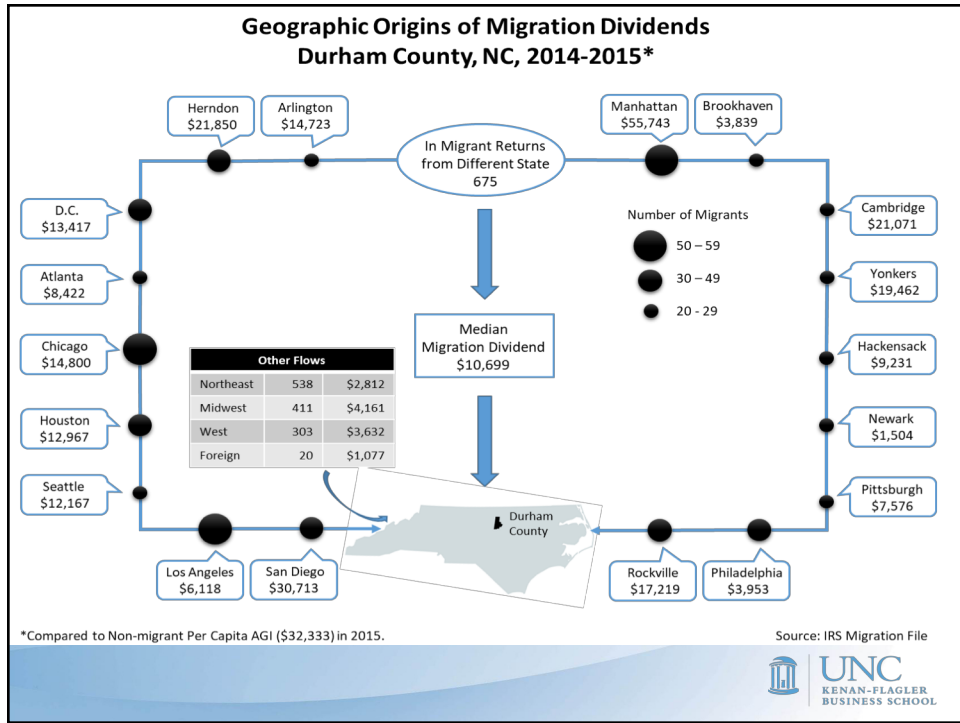 Geographic Origins of Migration Dividends
Durham County, NC, 2014-2015*
Herndon
$21,850
Arlington
$14,723
In Migrant Returns
from Different State
675
Manhattan
$55,743
Brookhaven
$3,839
D.C.
$13,417
Atlanta
$8,422
Chicago
$14,800
Houston
$12,967
Seattle
$12,167
Los Angeles
$6,118
San Diego
$30,713
Number of Migrants
50 – 59
30 – 49
20 - 29
Cambridge
$21,071
Yonkers
$19,462
Hackensack
$9,231
Newark
$1,504
Pittsburgh
$7,576
Rockville
$17,219
Philadelphia
$3,953
Median
Migration Dividend
$10,699
Other Flows
Northeast 538 $2,812
Midwest 411 $4,161
West 303 $3,632
Foreign 20 $1,077
Durham
County
*Compared to Non-migrant Per Capita AGI ($32,333) in 2015.
Source: IRS Migration File
UNC
KENAN-FLAGLER
BUSINESS SCHOOL